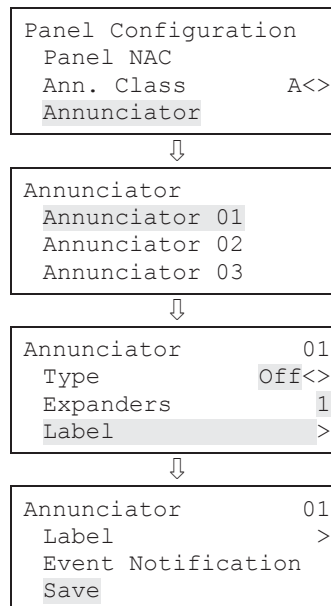 Panel Configuration
Panel NAC
Ann. Class A<>
Annunciator
⇩
Annunciator
Annunciator 01
Annunciator 02
Annunciator 03
⇩
Annunciator 01
Type Off<>
Expanders 1
Label >
⇩
Annunciator 01
Label >
Event Notification
Save